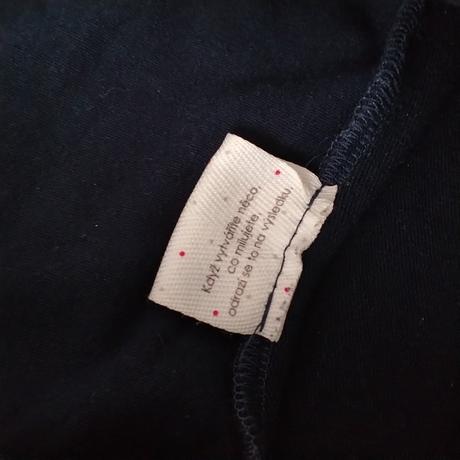 Když vytváříte něco,
co milujete,
odrazí se to na výsledku.